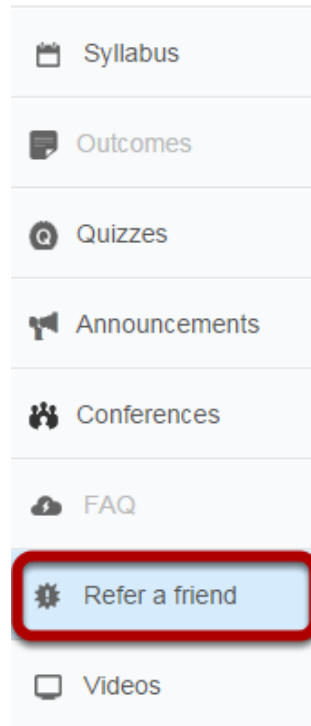 Syllabus
Outcomes
Quizzes
Announcements
Conferences
FAQ
Refer a friend
Videos